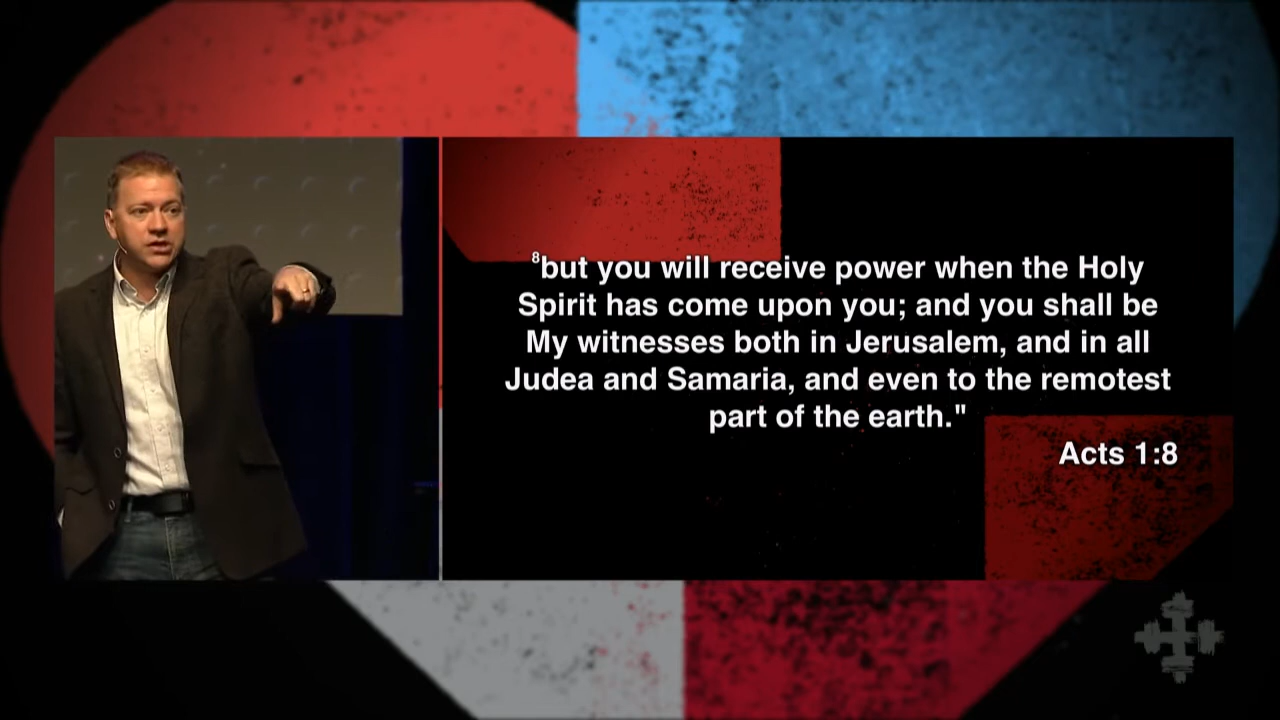 ⁸but you will receive power when the Holy
Spirit has come upon you; and you shall be
My witnesses both in Jerusalem, and in all
Judea and Samaria, and even to the remotest
part of the earth."
Acts 1:8